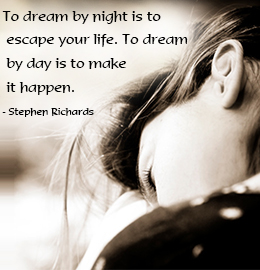 To dream by night is to
escape your life. To dream
by day is to make
it happen.
- Stephen Richards